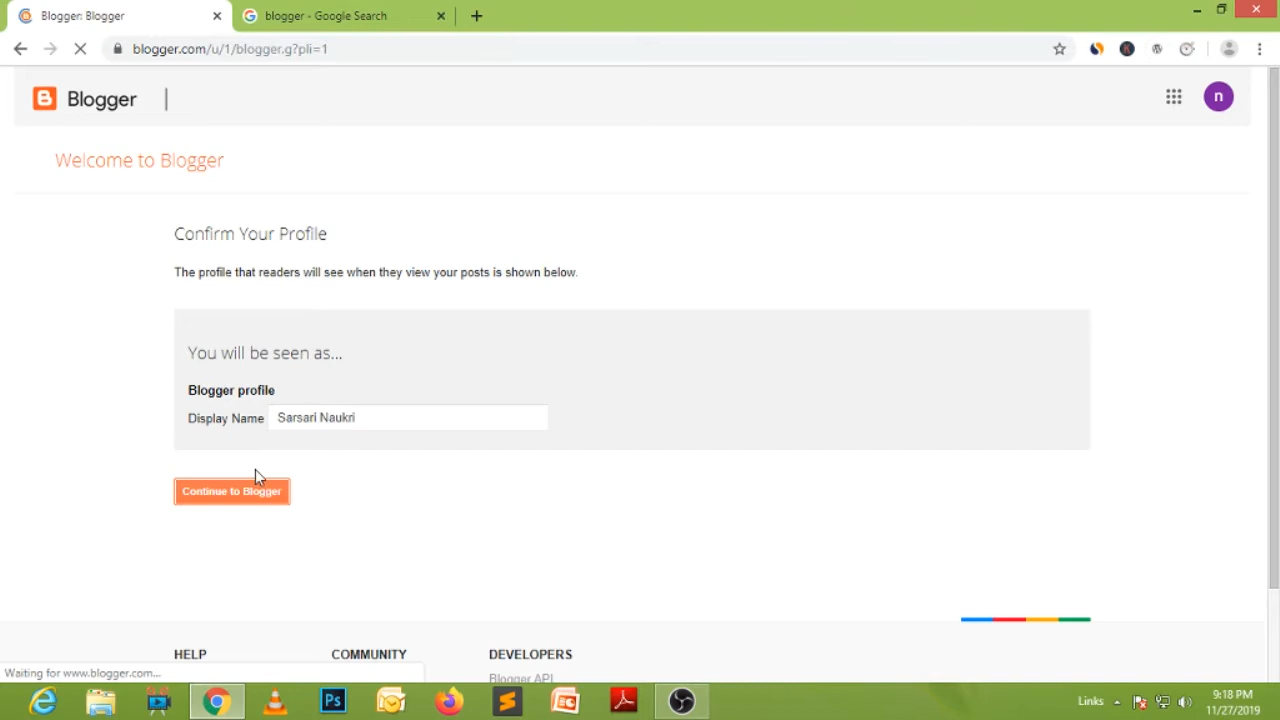 Blogger: Blogger
blogger - Google Search
blogger.com/u/1/blogger.g?pli=1
Blogger
n
Welcome to Blogger
Confirm Your Profile
The profile that readers will see when they view your posts is shown below.
You will be seen as...
Blogger profile
Display Name Sarsari Naukri
Continue to Blogger
HELP COMMUNITY DEVELOPERS
Waiting for www.blogger.com...
Blogger API
Ps
Links
9:18 PM
11/27/2019